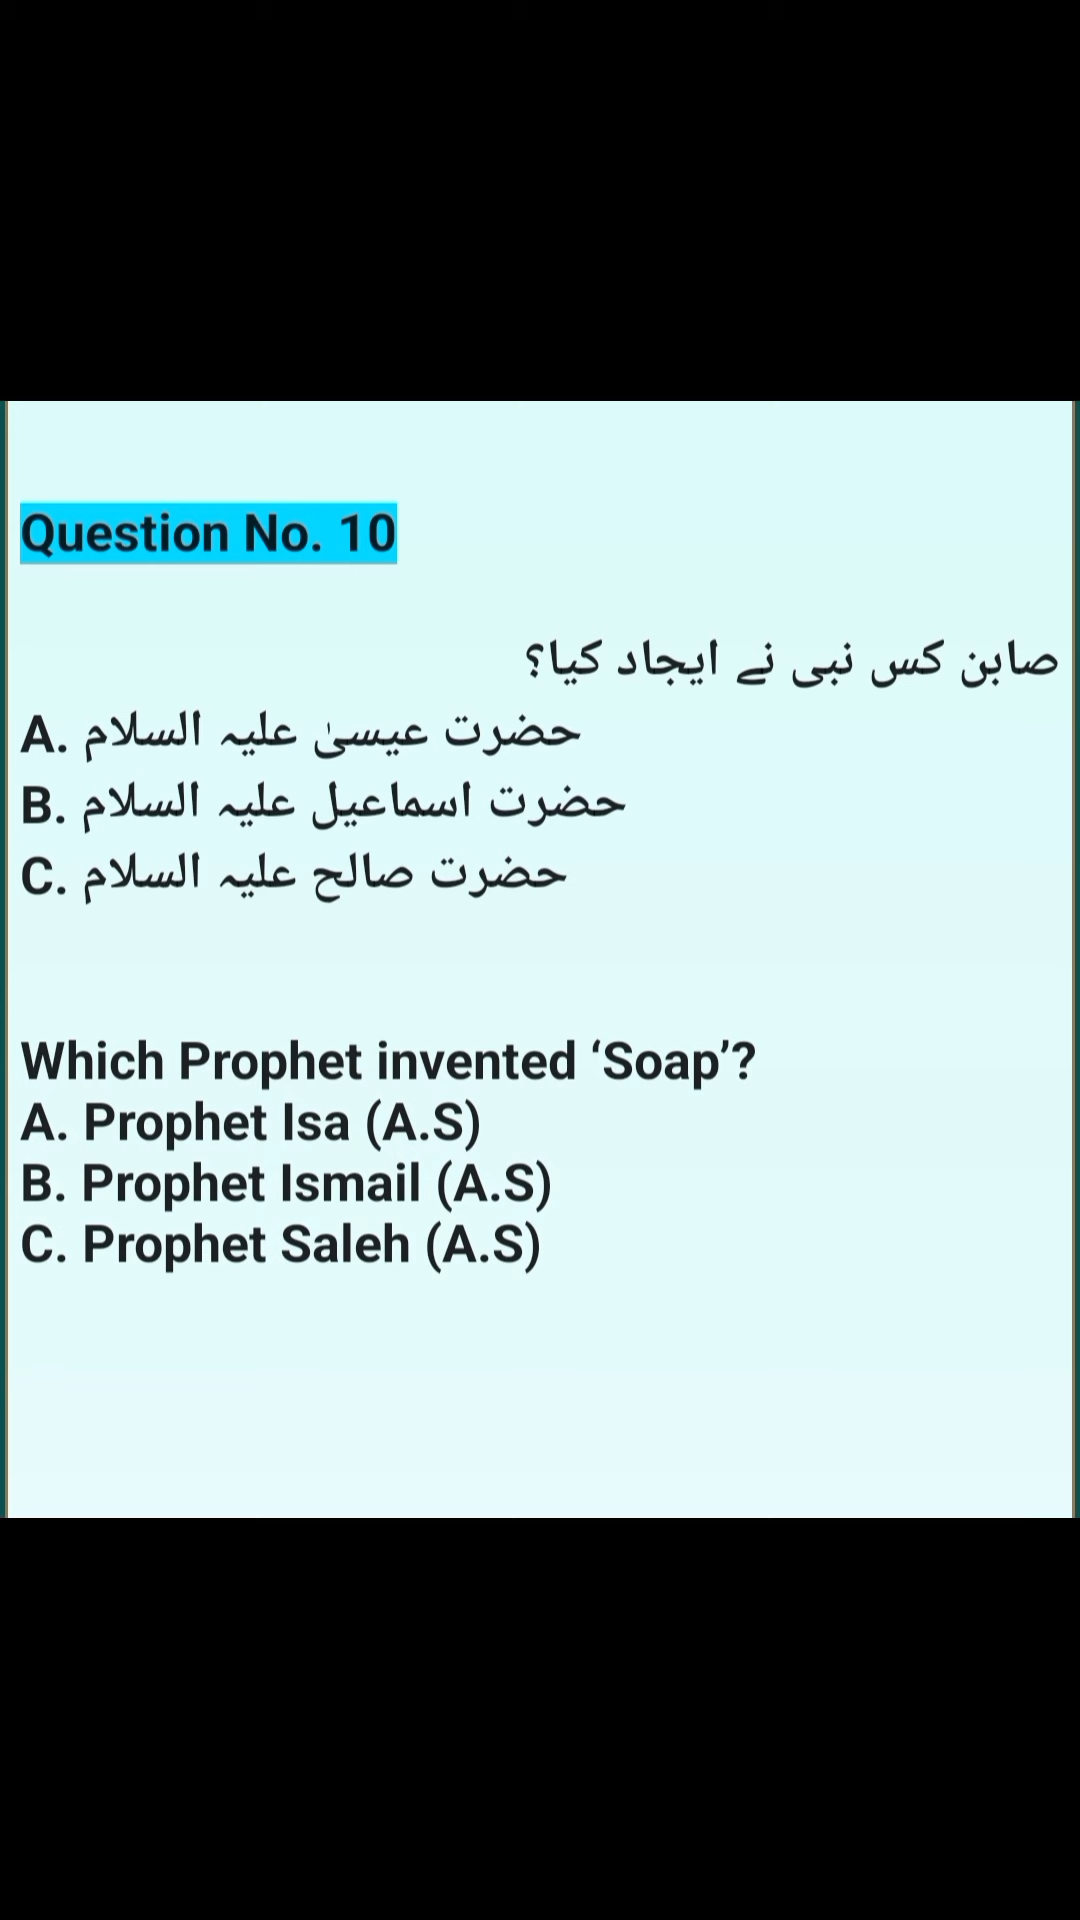 Question No. 10
صابن کس نبی نے ایجاد کیا؟
A. حضرت عیسیٰ علیہ السلام
B. حضرت اسماعیل علیہ السلام
C. حضرت صالح علیہ السلام
Which Prophet invented ‘Soap’?
A. Prophet Isa (A.S)
B. Prophet Ismail (A.S)
C. Prophet Saleh (A.S)